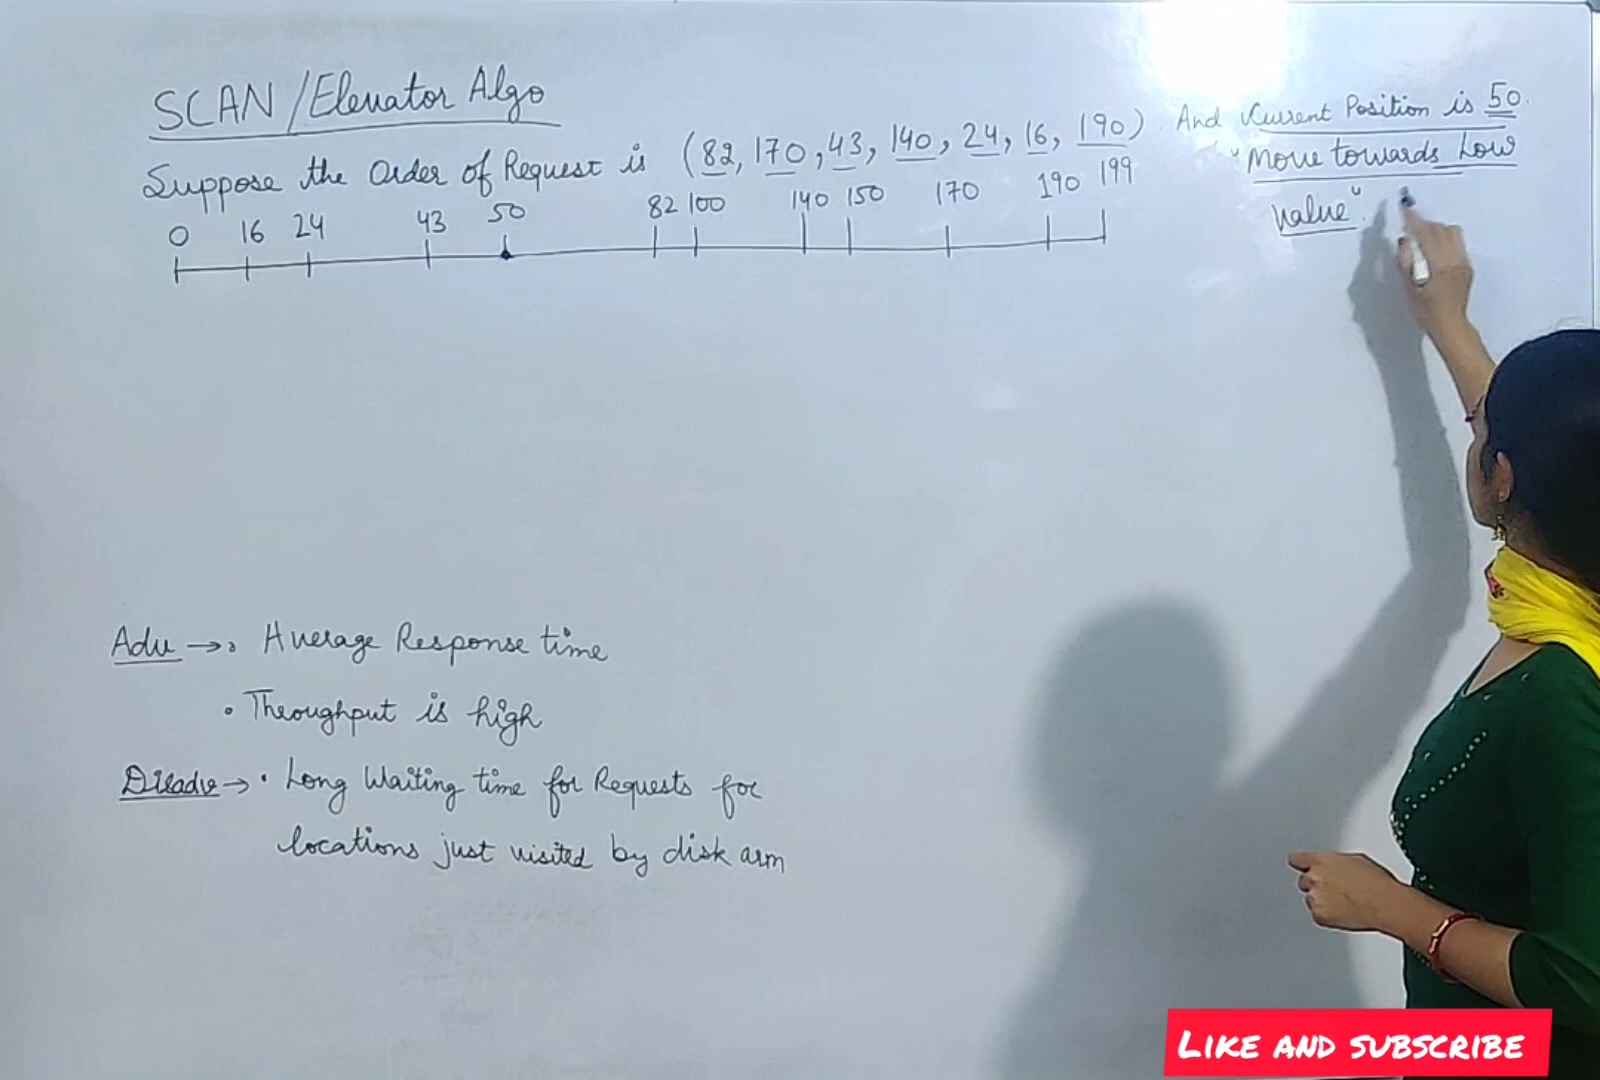 SCAN/Elevator Algo
Suppose the Order of Request is (82, 170, 43, 140, 24, 16, 190). And Current Position is 50.
"Move towards Low
value".
0 16 24 43 50 82 100 140 150 170 190 199
Adv → • Average Response time
• Throughput is high
Disadv → • Long Waiting time for Requests for
locations just visited by disk arm
LIKE AND SUBSCRIBE